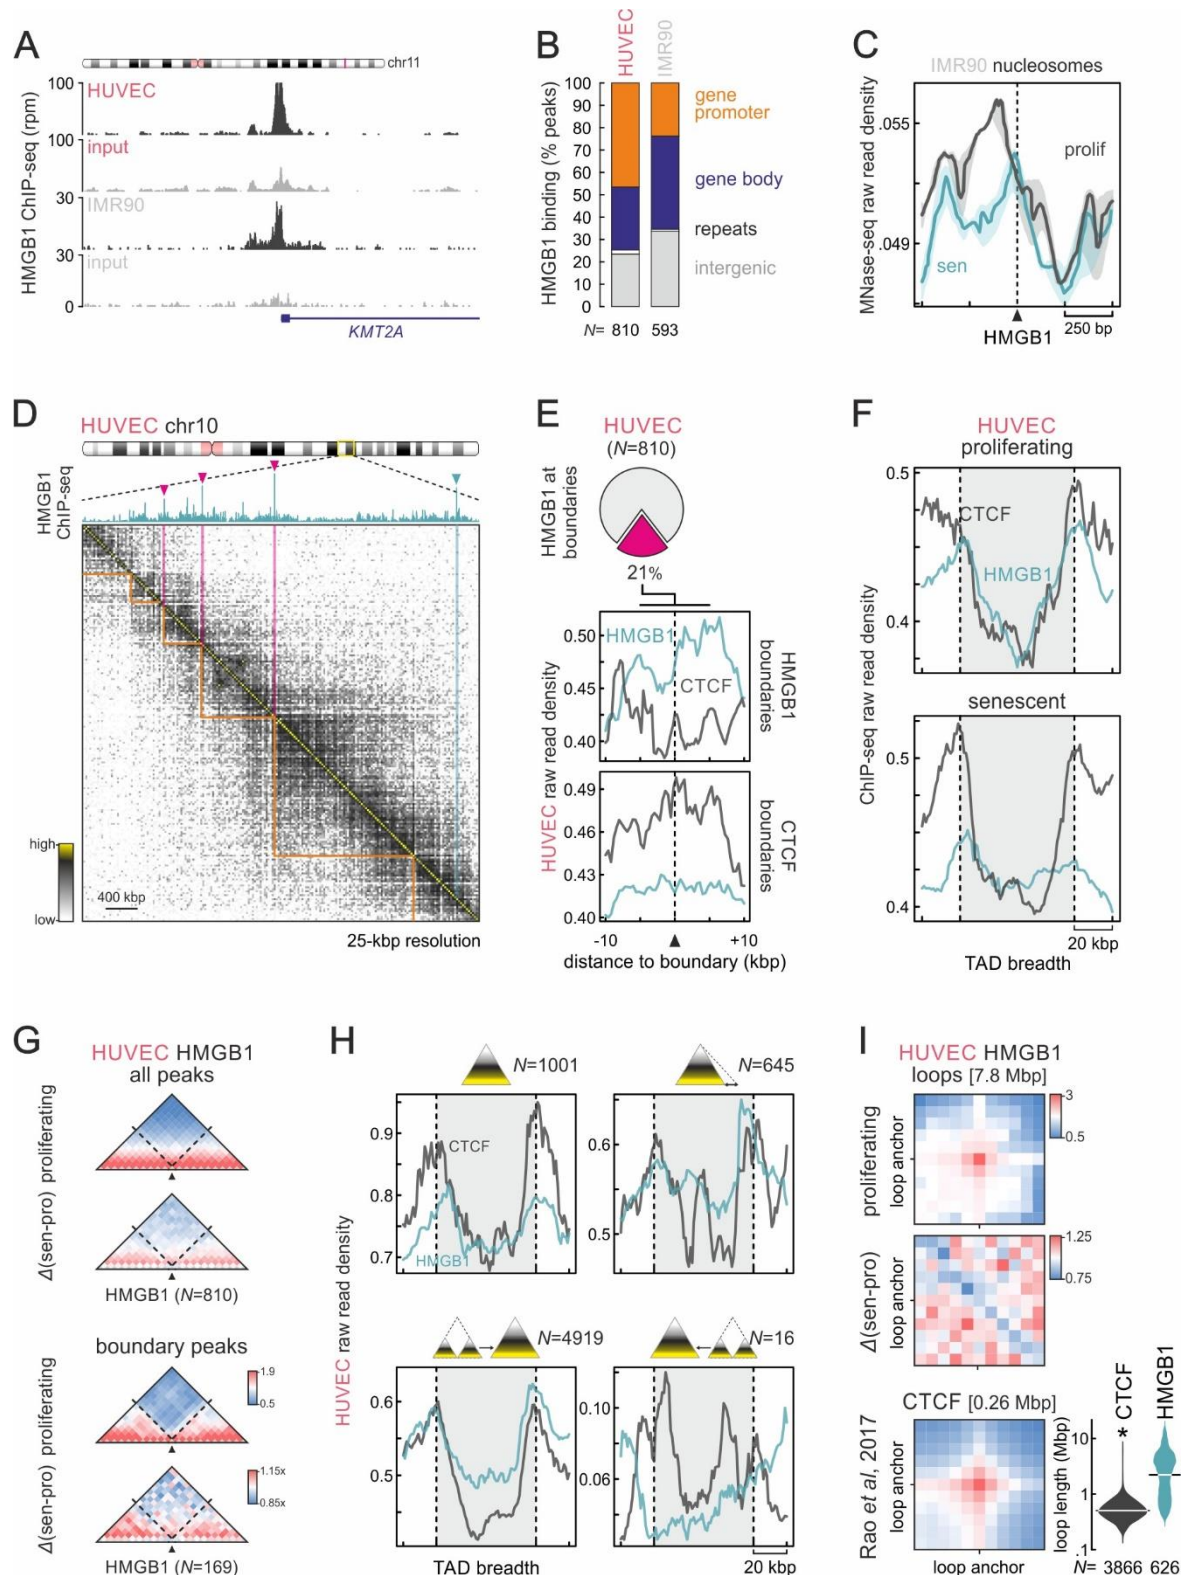 A
chr11
HMGB1 ChIP-seq (rpm)
100
HUVEC
100
input
30
IMR90
30
input
0
KMT2A
B
HUVEC
IMR90
HMGB1 binding (% peaks)
100
90
80
70
60
50
40
30
20
10
0
gene
promoter
gene body
repeats
intergenic
N= 810 593
C
IMR90 nucleosomes
MNase-seq raw read density
.055
.049
prolif
sen
HMGB1
250 bp
D
HUVEC chr10
HMGB1
ChIP-seq
high
low
400 kbp
25-kbp resolution
E
HUVEC
(N=810)
HMGB1 at
boundaries
21%
HUVEC raw read density
0.50
0.45
0.40
HMGB1
CTCF
HMGB1
boundaries
0.49
0.46
0.43
0.40
CTCF
boundaries
-10
+10
distance to boundary (kbp)
F
HUVEC
proliferating
ChIP-seq raw read density
0.5
0.4
CTCF
HMGB1
senescent
0.5
0.4
20 kbp
TAD breadth
G
HUVEC HMGB1
all peaks
Δ(sen-pro) proliferating
HMGB1 (N=810)
boundary peaks
Δ(sen-pro) proliferating
1.9
0.5
1.15x
0.85x
HMGB1 (N=169)
H
HUVEC raw read density
N=1001
0.9
0.8
0.7
CTCF
HMGB1
N=645
0.6
0.5
N=4919
0.6
0.5
N=16
0.10
0.06
TAD breadth
20 kbp
I
HUVEC HMGB1
loops [7.8 Mbp]
proliferating
loop anchor
3
0.5
Δ(sen-pro)
loop anchor
1.25
0.75
CTCF [0.26 Mbp]
Rao et al, 2017
loop anchor
loop anchor
loop length (Mbp)
10
1
.1
* CTCF
HMGB1
N= 3866 626